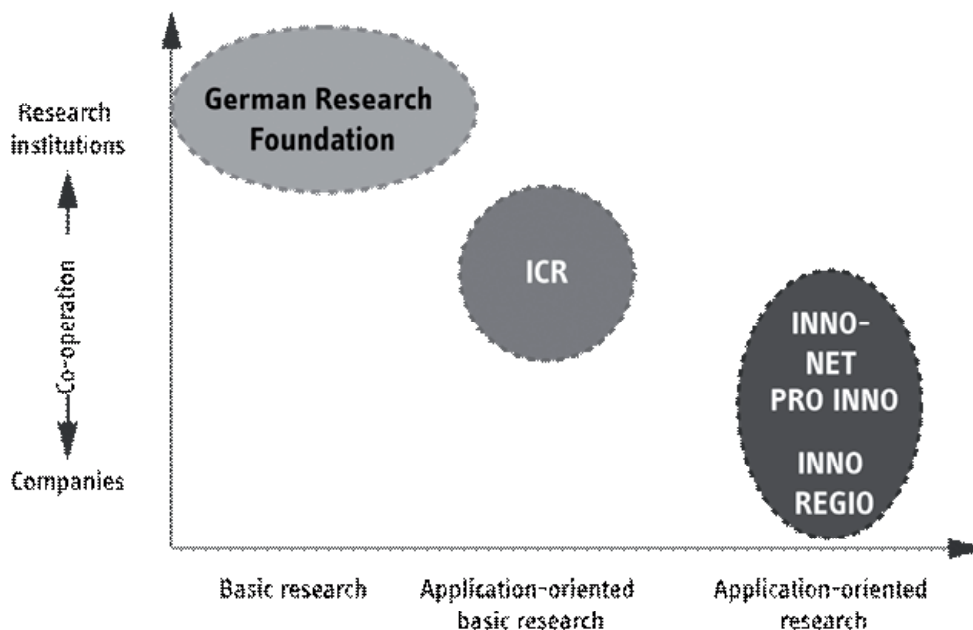 German Research
Foundation
Research
institutions
ICR
Co-operation
INNO-
NET
PRO INNO
INNO
REGIO
Companies
Basic research
Application-oriented
basic research
Application-oriented
research